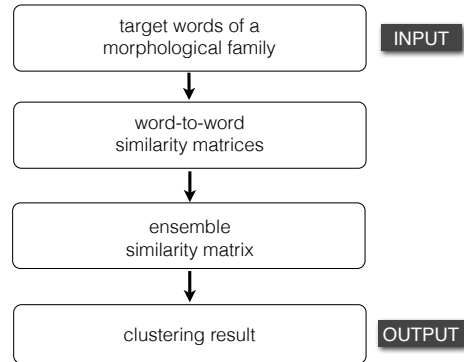 target words of a
morphological family
INPUT
word-to-word
similarity matrices
ensemble
similarity matrix
clustering result
OUTPUT